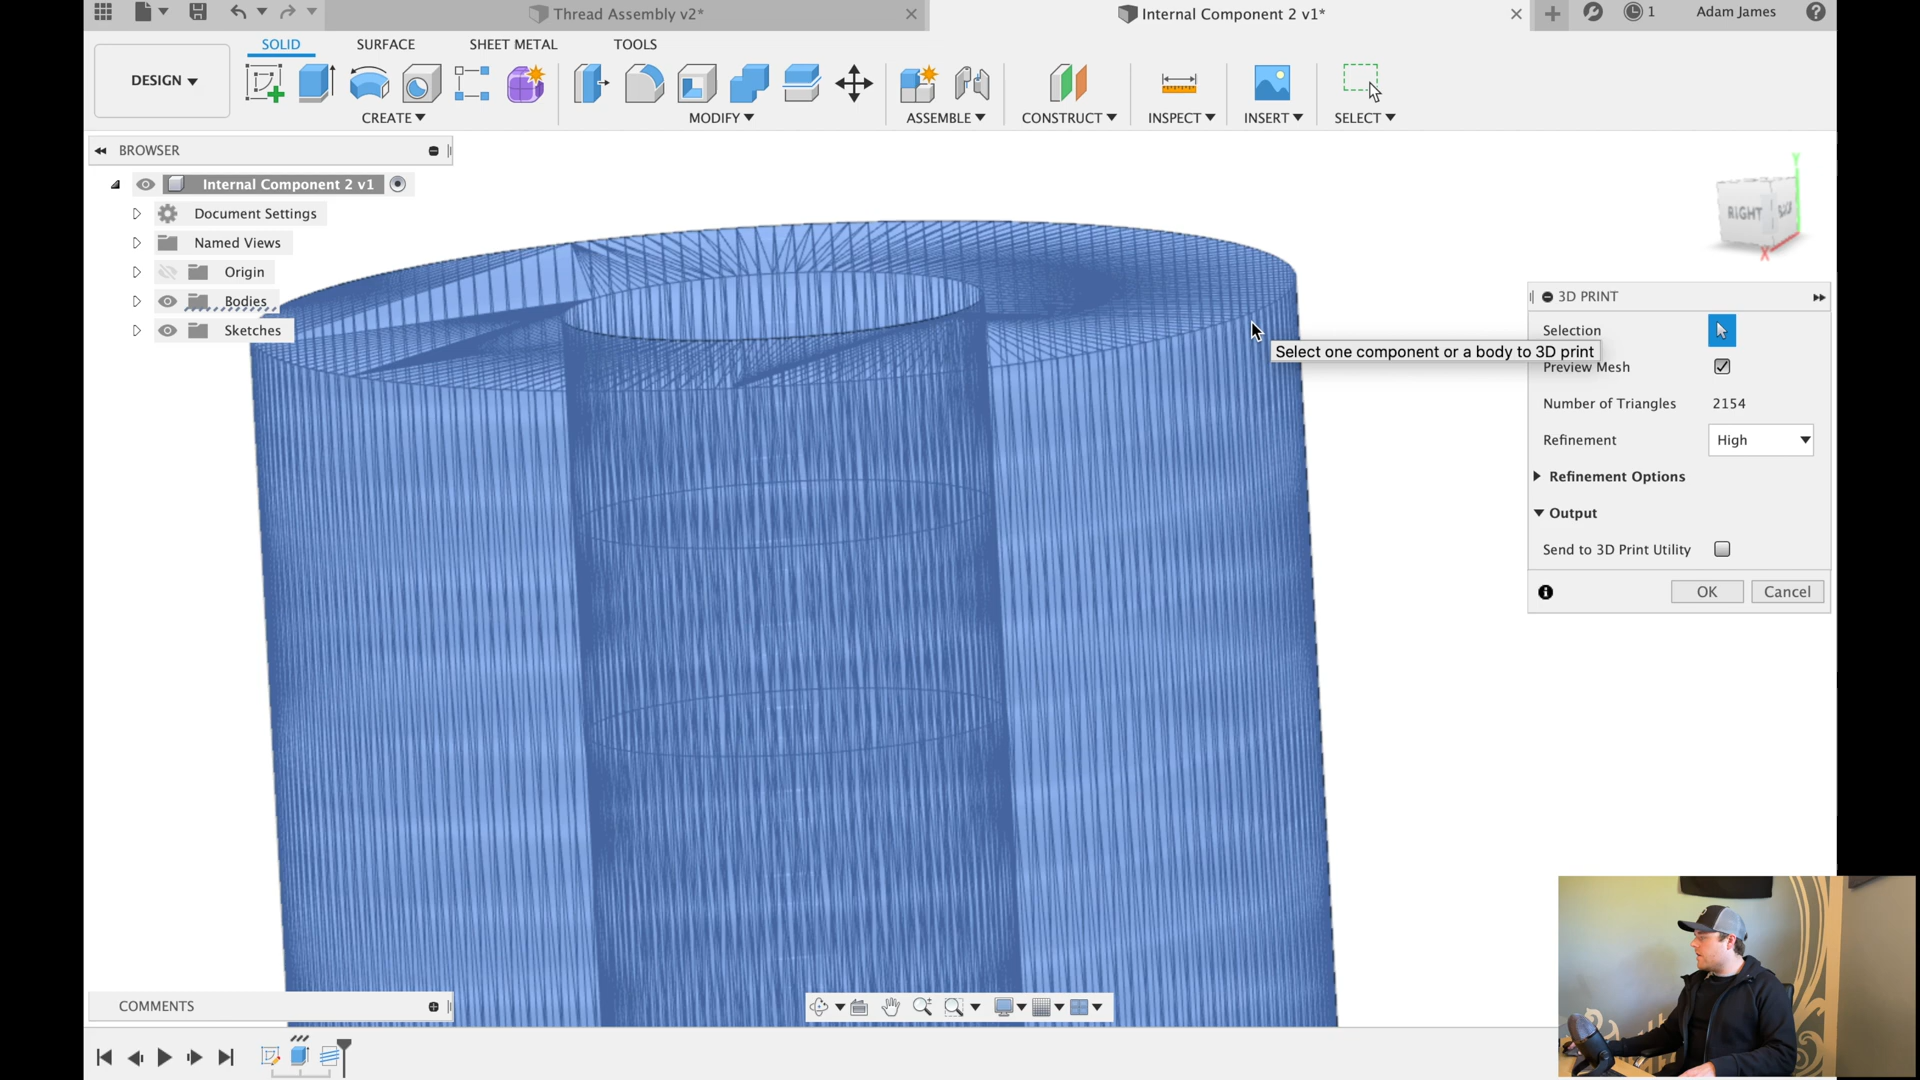 Thread Assembly v2*
Internal Component 2 v1*
1
Adam James
DESIGN
SOLID
SURFACE
SHEET METAL
TOOLS
CREATE
MODIFY
ASSEMBLE
CONSTRUCT
INSPECT
INSERT
SELECT
BROWSER
Internal Component 2 v1
Document Settings
Named Views
Origin
Bodies
Sketches
Y
RIGHT
X
3D PRINT
Selection
Select one component or a body to 3D print
Preview Mesh
Number of Triangles 2154
Refinement High
Refinement Options
Output
Send to 3D Print Utility
OK Cancel
COMMENTS